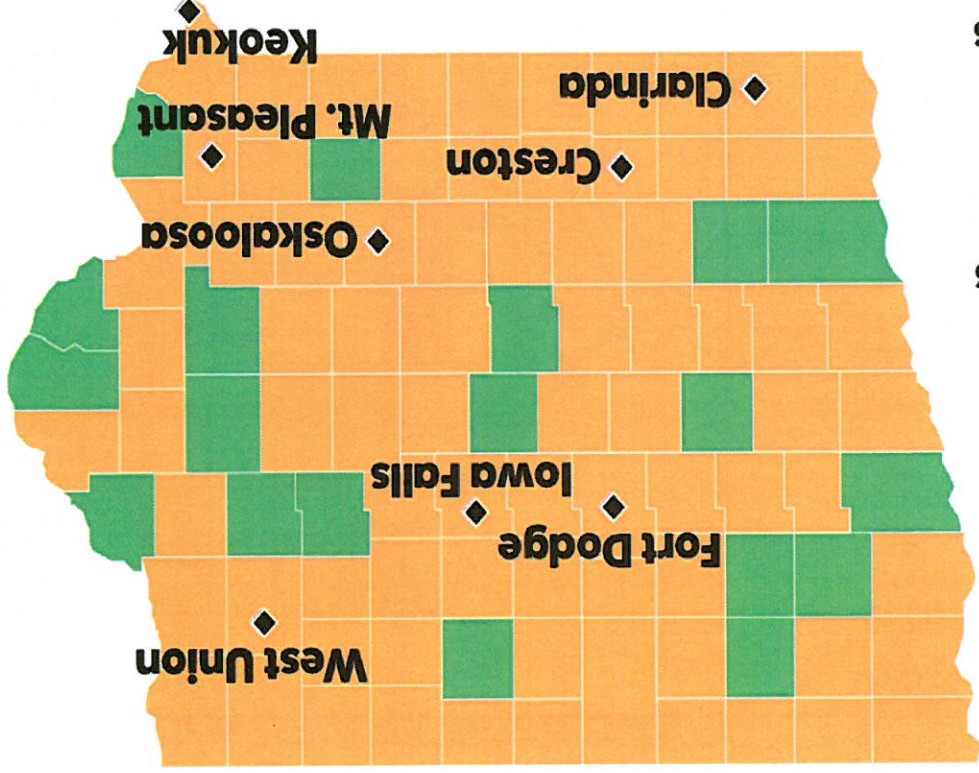 West Union
Fort Dodge
Iowa Falls
Oskaloosa
Creston
Mt. Pleasant
Clarinda
Keokuk